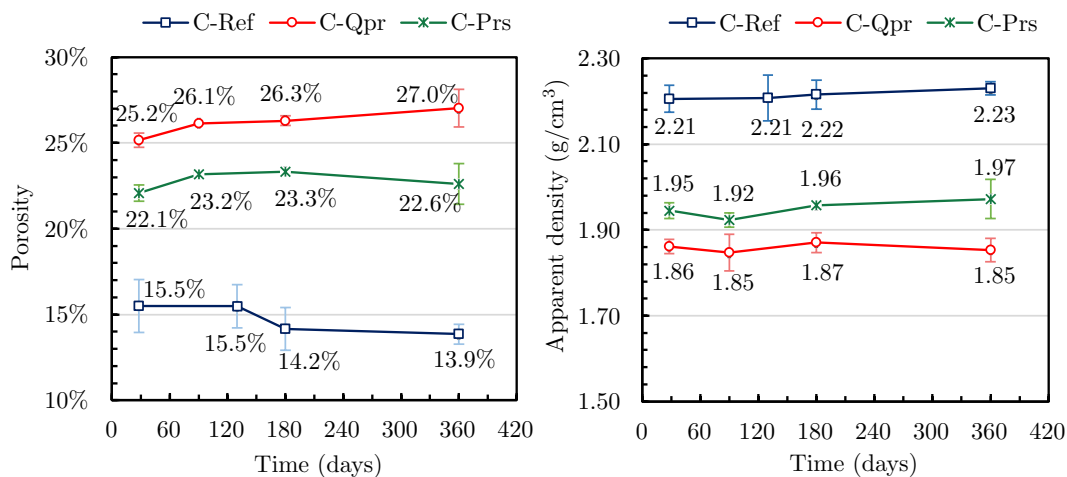 C-Ref C-Qpr C-Prs
30%
25%
20%
15%
10%
Porosity
25.2% 26.1% 26.3% 27.0%
22.1% 23.2% 23.3% 22.6%
15.5% 15.5% 14.2% 13.9%
0 60 120 180 240 300 360 420
Time (days)
C-Ref C-Qpr C-Prs
2.30
2.10
1.90
1.70
1.50
Apparent density (g/cm³)
2.21 2.21 2.22 2.23
1.95 1.92 1.96 1.97
1.86 1.85 1.87 1.85
0 60 120 180 240 300 360 420
Time (days)